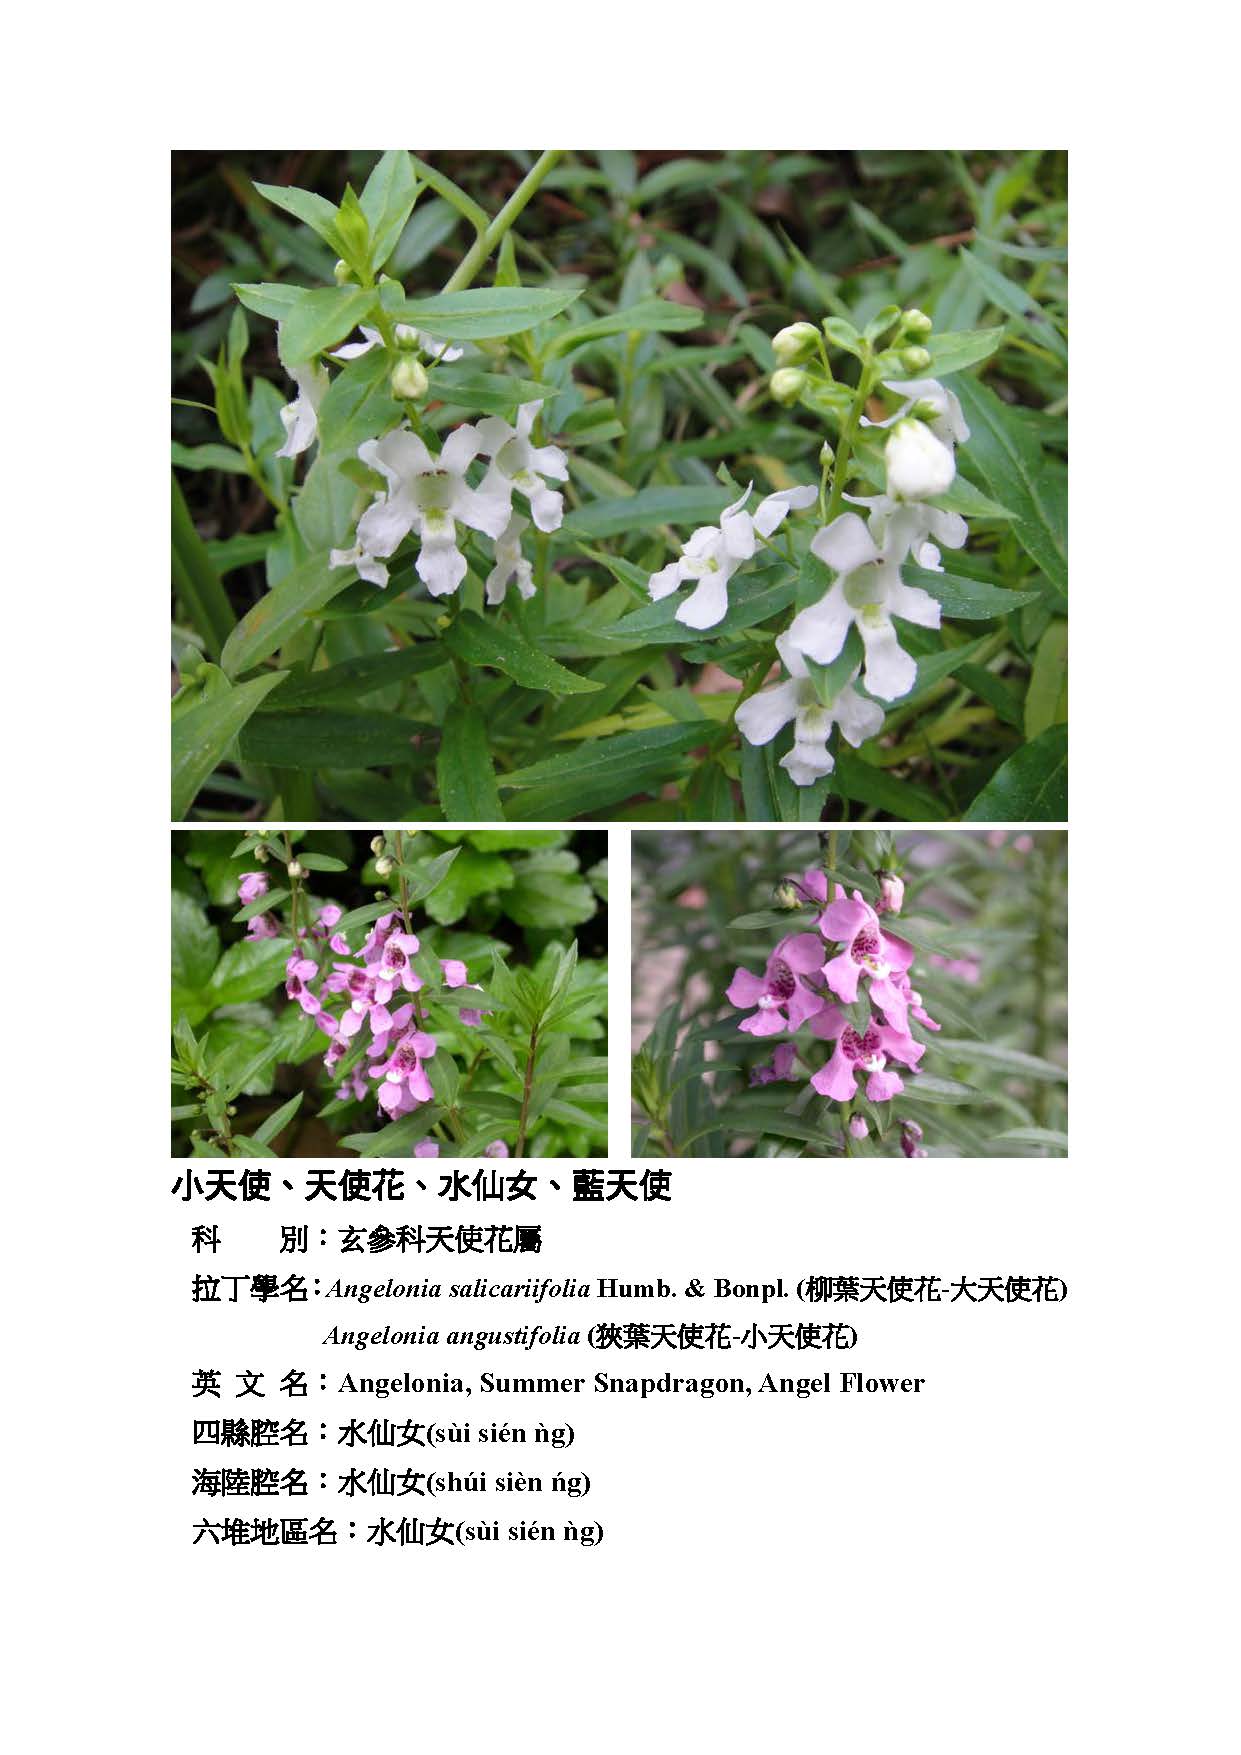 小天使、天使花、水仙女、藍天使
科　　別：玄參科天使花屬
拉丁學名：Angelonia salicariifolia Humb. & Bonpl. (柳葉天使花-大天使花)
Angelonia angustifolia (狹葉天使花-小天使花)
英 文 名：Angelonia, Summer Snapdragon, Angel Flower
四縣腔名：水仙女(sùi sién ǹg)
海陸腔名：水仙女(shúi sièn ńg)
六堆地區名：水仙女(sùi sién ǹg)